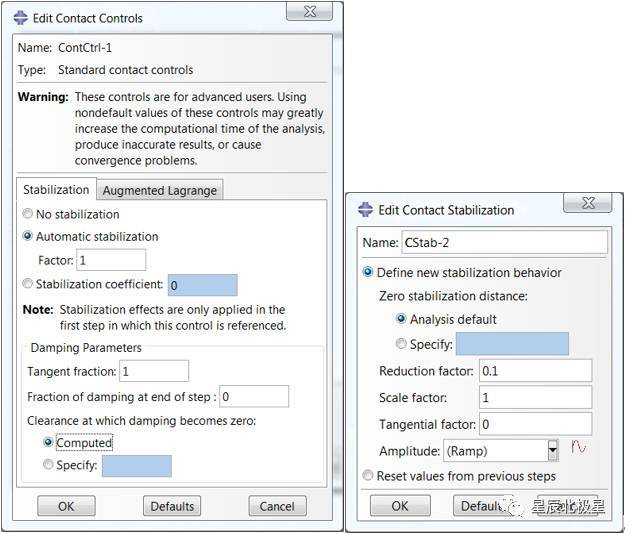 Edit Contact Controls
X
Name: ContCtrl-1
Type: Standard contact controls
Warning: These controls are for advanced users. Using
nondefault values of these controls may greatly
increase the computational time of the analysis,
produce inaccurate results, or cause
convergence problems.
Stabilization Augmented Lagrange
No stabilization
Automatic stabilization
Factor: 1
Stabilization coefficient: 0
Note: Stabilization effects are only applied in the
first step in which this control is referenced.
Damping Parameters
Tangent fraction: 1
Fraction of damping at end of step : 0
Clearance at which damping becomes zero:
Computed
Specify:
OK Defaults Cancel
Edit Contact Stabilization
X
Name: CStab-2
Define new stabilization behavior
Zero stabilization distance:
Analysis default
Specify:
Reduction factor: 0.1
Scale factor: 1
Tangential factor: 0
Amplitude: (Ramp)
Reset values from previous steps
OK
星辰北极星